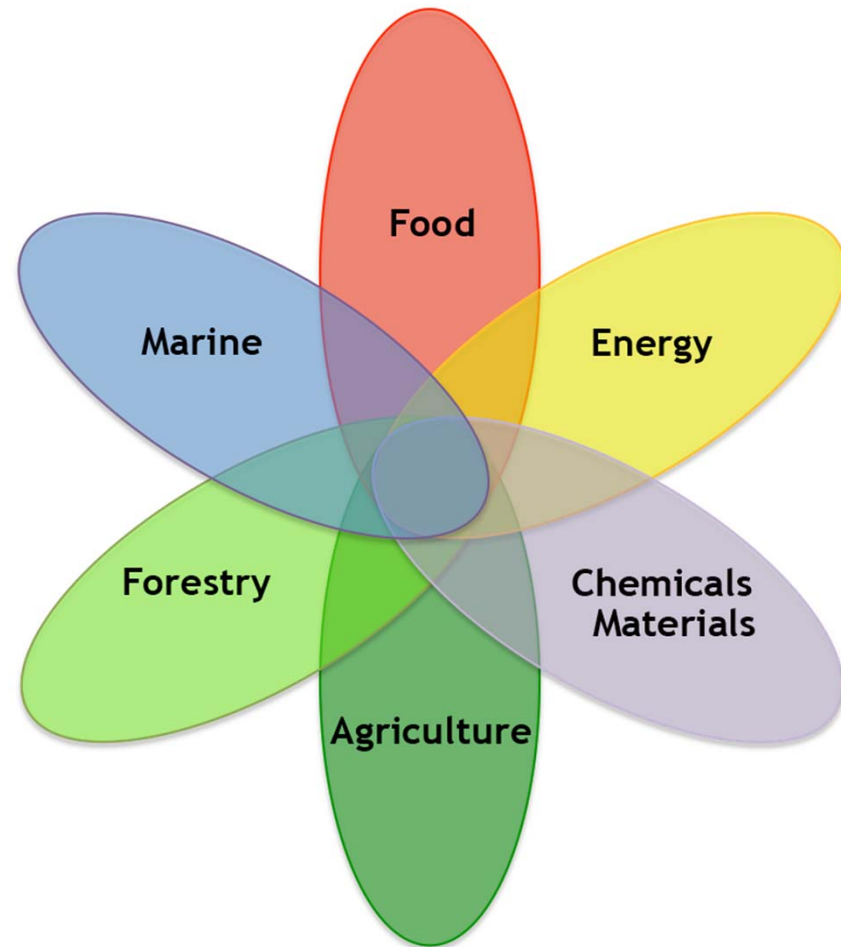 Food
Marine
Energy
Forestry
Chemicals
Materials
Agriculture